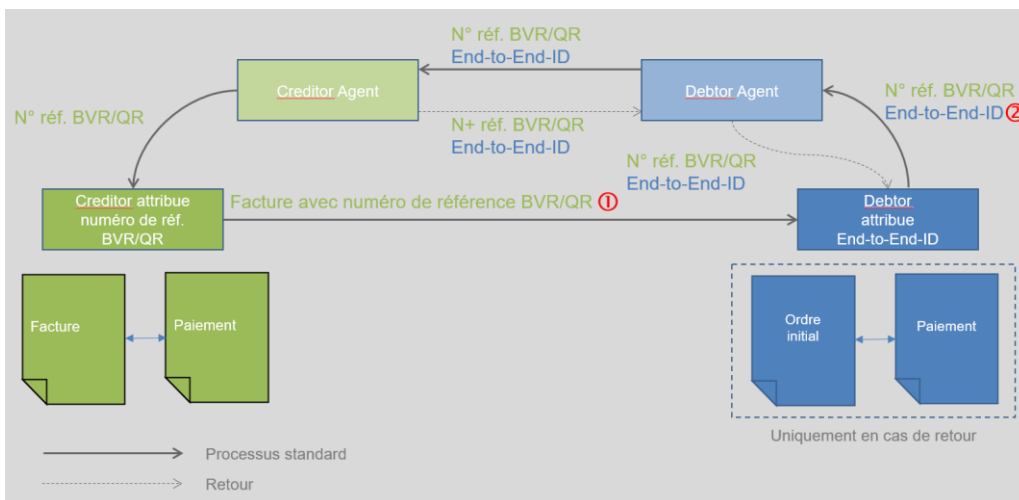 N° réf. BVR/QR
End-to-End-ID
Creditor Agent
Debtor Agent
N° réf. BVR/QR
End-to-End-ID ②
N° réf. BVR/QR
N+ réf. BVR/QR
End-to-End-ID
N° réf. BVR/QR
End-to-End-ID
Creditor attribue
numéro de réf.
BVR/QR
Facture avec numéro de référence BVR/QR ①
Debtor
attribue
End-to-End-ID
Facture
Paiement
Ordre
initial
Paiement
Uniquement en cas de retour
Processus standard
Retour